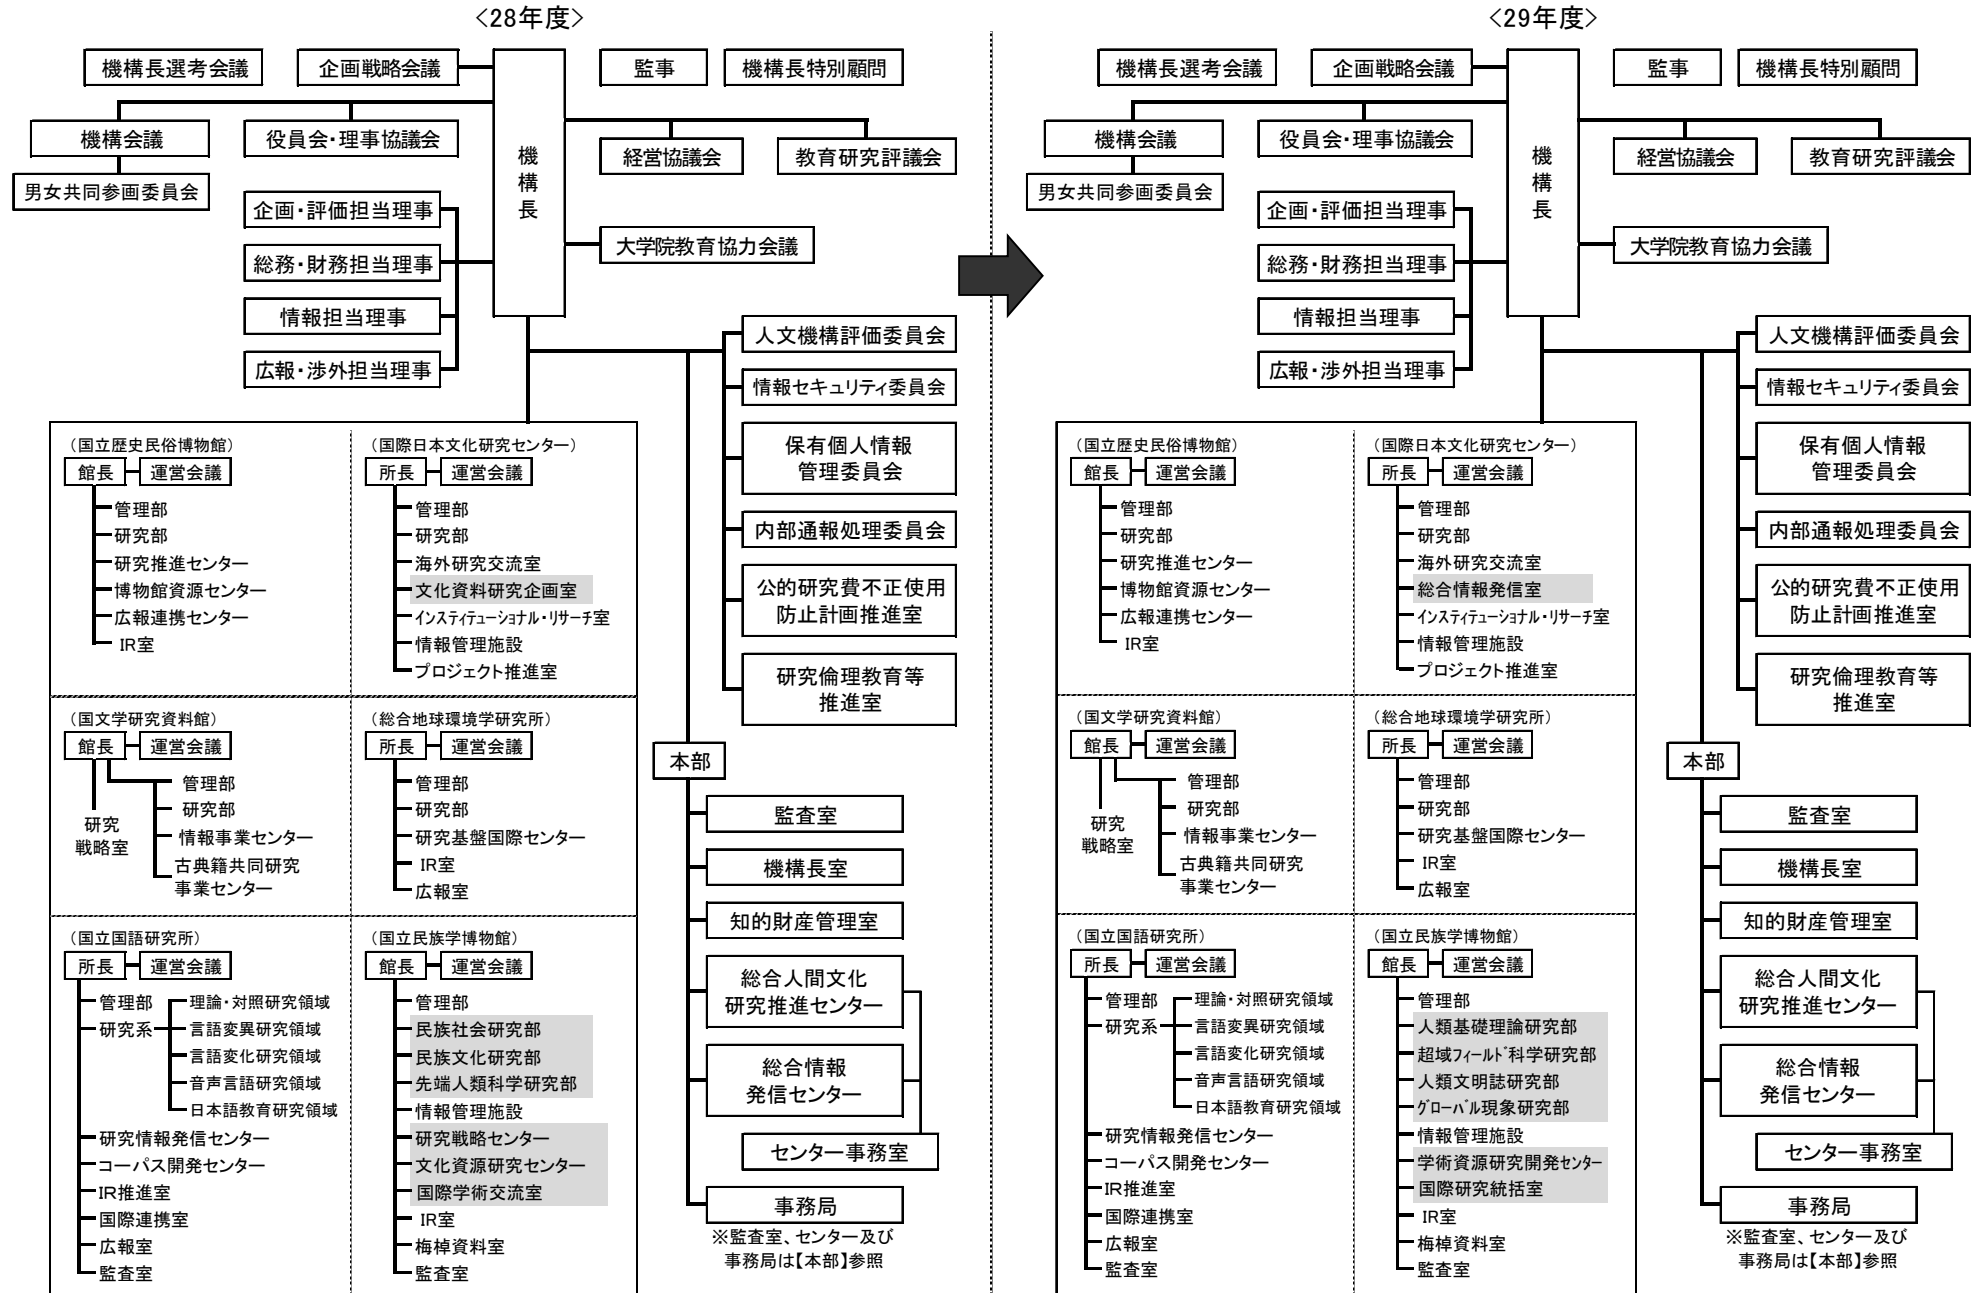 <28年度>
機構長選考会議
企画戦略会議
監事
機構長特別顧問
機構会議
役員会・理事協議会
経営協議会
教育研究評議会
男女共同参画委員会
機構長
企画・評価担当理事
総務・財務担当理事
情報担当理事
広報・渉外担当理事
大学院教育協力会議
人文機構評価委員会
情報セキュリティ委員会
保有個人情報
管理委員会
内部通報処理委員会
公的研究費不正使用
防止計画推進室
研究倫理教育等
推進室
(国立歴史民俗博物館)
館長
運営会議
管理部
研究部
研究推進センター
博物館資源センター
広報連携センター
IR室
(国際日本文化研究センター)
所長
運営会議
管理部
研究部
海外研究交流室
文化資料研究企画室
インスティテューショナル・リサーチ室
情報管理施設
プロジェクト推進室
(国文学研究資料館)
館長
運営会議
管理部
研究部
情報事業センター
古典籍共同研究
事業センター
研究
戦略室
(総合地球環境学研究所)
所長
運営会議
管理部
研究部
研究基盤国際センター
IR室
広報室
(国立国語研究所)
所長
運営会議
管理部
研究系
理論・対照研究領域
言語変異研究領域
言語変化研究領域
音声言語研究領域
日本語教育研究領域
研究情報発信センター
コーパス開発センター
IR推進室
国際連携室
広報室
監査室
(国立民族学博物館)
館長
運営会議
管理部
民族社会研究部
民族文化研究部
先端人類科学研究部
情報管理施設
研究戦略センター
文化資源研究センター
国際学術交流室
IR室
梅棹資料室
監査室
本部
監査室
機構長室
知的財産管理室
総合人間文化
研究推進センター
総合情報
発信センター
センター事務室
事務局
※監査室、センター及び
事務局は【本部】参照
<29年度>
機構長選考会議
企画戦略会議
監事
機構長特別顧問
機構会議
役員会・理事協議会
経営協議会
教育研究評議会
男女共同参画委員会
機構長
企画・評価担当理事
総務・財務担当理事
情報担当理事
広報・渉外担当理事
大学院教育協力会議
人文機構評価委員会
情報セキュリティ委員会
保有個人情報
管理委員会
内部通報処理委員会
公的研究費不正使用
防止計画推進室
研究倫理教育等
推進室
(国立歴史民俗博物館)
館長
運営会議
管理部
研究部
研究推進センター
博物館資源センター
広報連携センター
IR室
(国際日本文化研究センター)
所長
運営会議
管理部
研究部
海外研究交流室
総合情報発信室
インスティテューショナル・リサーチ室
情報管理施設
プロジェクト推進室
(国文学研究資料館)
館長
運営会議
管理部
研究部
情報事業センター
古典籍共同研究
事業センター
研究
戦略室
(総合地球環境学研究所)
所長
運営会議
管理部
研究部
研究基盤国際センター
IR室
広報室
(国立国語研究所)
所長
運営会議
管理部
研究系
理論・対照研究領域
言語変異研究領域
言語変化研究領域
音声言語研究領域
日本語教育研究領域
研究情報発信センター
コーパス開発センター
IR推進室
国際連携室
広報室
監査室
(国立民族学博物館)
館長
運営会議
管理部
人類基礎理論研究部
超域フィールド科学研究部
人類文明誌研究部
グローバル現象研究部
情報管理施設
学術資源研究開発センター
国際研究統括室
IR室
梅棹資料室
監査室
本部
監査室
機構長室
知的財産管理室
総合人間文化
研究推進センター
総合情報
発信センター
センター事務室
事務局
※監査室、センター及び
事務局は【本部】参照